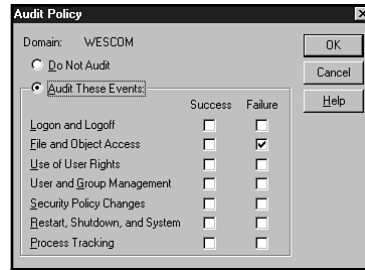 Audit Policy
Domain: WESCOM
OK
Do Not Audit
Cancel
Audit These Events:
Help
Success Failure
Logon and Logoff
File and Object Access
Use of User Rights
User and Group Management
Security Policy Changes
Restart, Shutdown, and System
Process Tracking